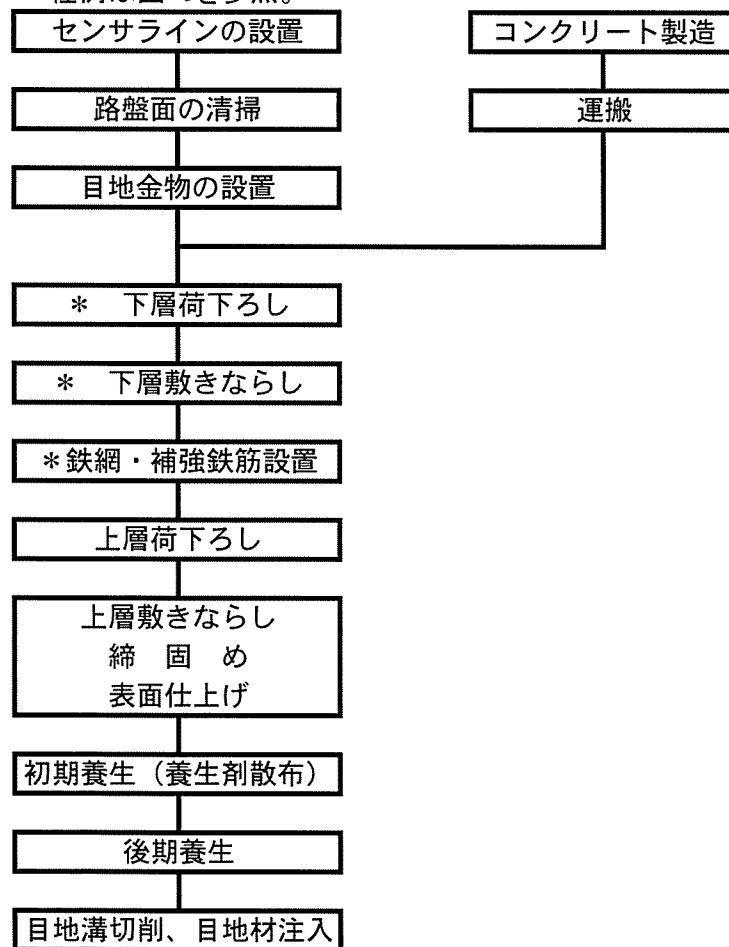 センサラインの設置
コンクリート製造
路盤面の清掃
運搬
目地金物の設置
＊ 下層荷下ろし
＊ 下層敷きならし
＊鉄網・補強鉄筋設置
上層荷下ろし
上層敷きならし
締 固 め
表面仕上げ
初期養生（養生剤散布）
後期養生
目地溝切削、目地材注入